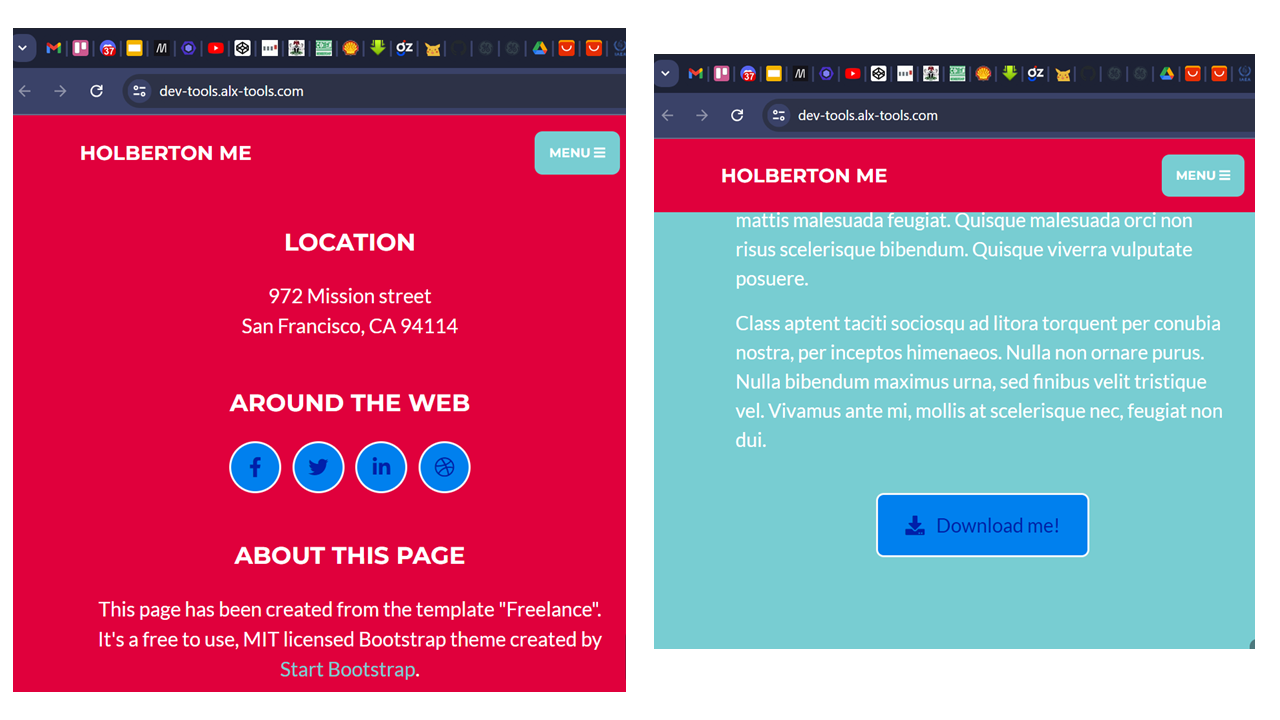 37
M
dz
dev-tools.alx-tools.com
HOLBERTON ME
MENU
LOCATION
972 Mission street
San Francisco, CA 94114
AROUND THE WEB
ABOUT THIS PAGE
This page has been created from the template "Freelance".
It's a free to use, MIT licensed Bootstrap theme created by
Start Bootstrap.
37
M
dz
dev-tools.alx-tools.com
HOLBERTON ME
MENU
mattis malesuada feugiat. Quisque malesuada orci non
risus scelerisque bibendum. Quisque viverra vulputate
posuere.
Class aptent taciti sociosqu ad litora torquent per conubia
nostra, per inceptos himenaeos. Nulla non ornare purus.
Nulla bibendum maximus urna, sed finibus velit tristique
vel. Vivamus ante mi, mollis at scelerisque nec, feugiat non
dui.
Download me!